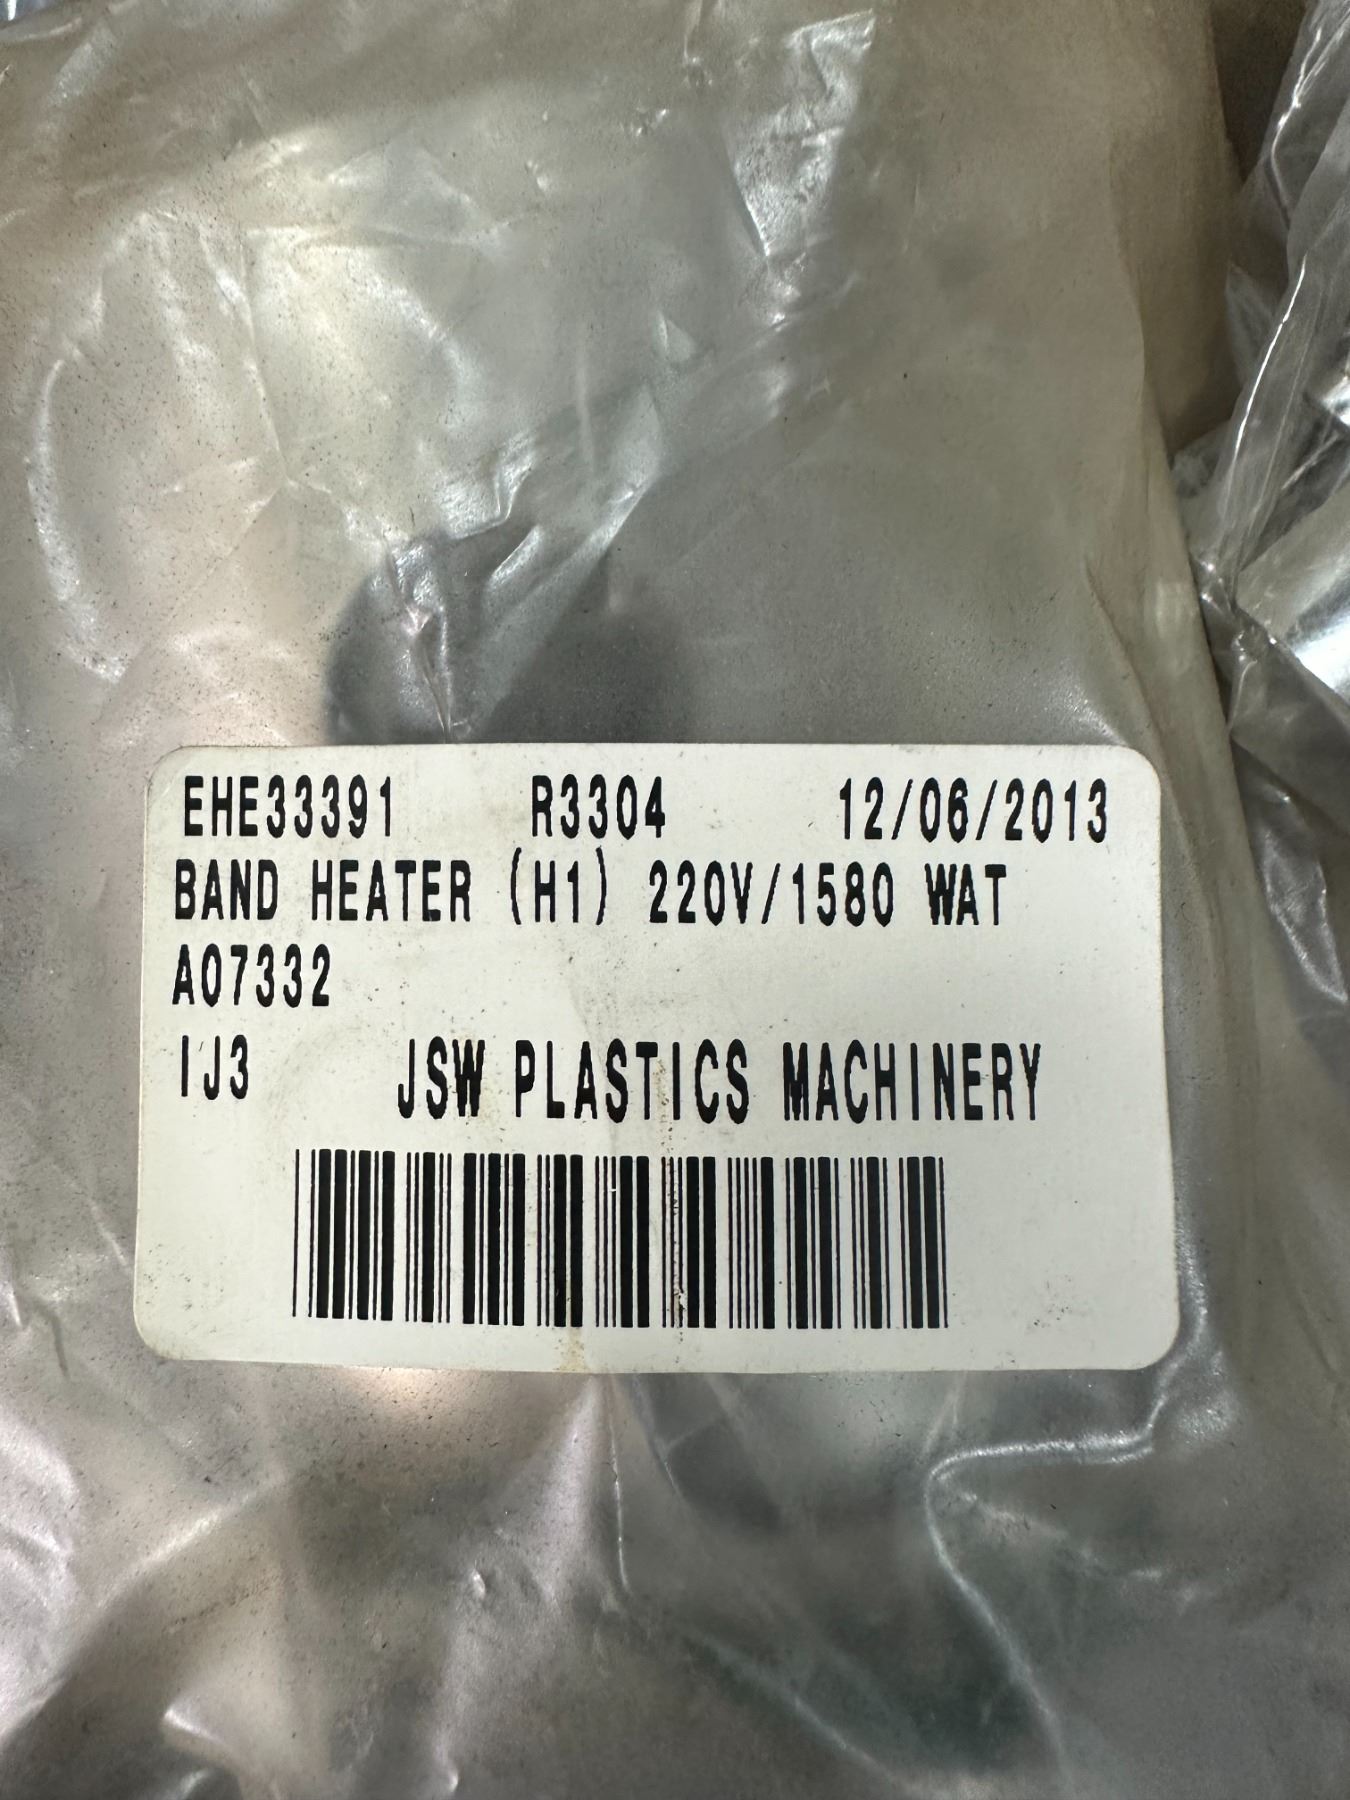 EHE33391 R3304 12/06/2013
BAND HEATER (H1) 220V/1580 WAT
A07332
IJ3 JSW PLASTICS MACHINERY